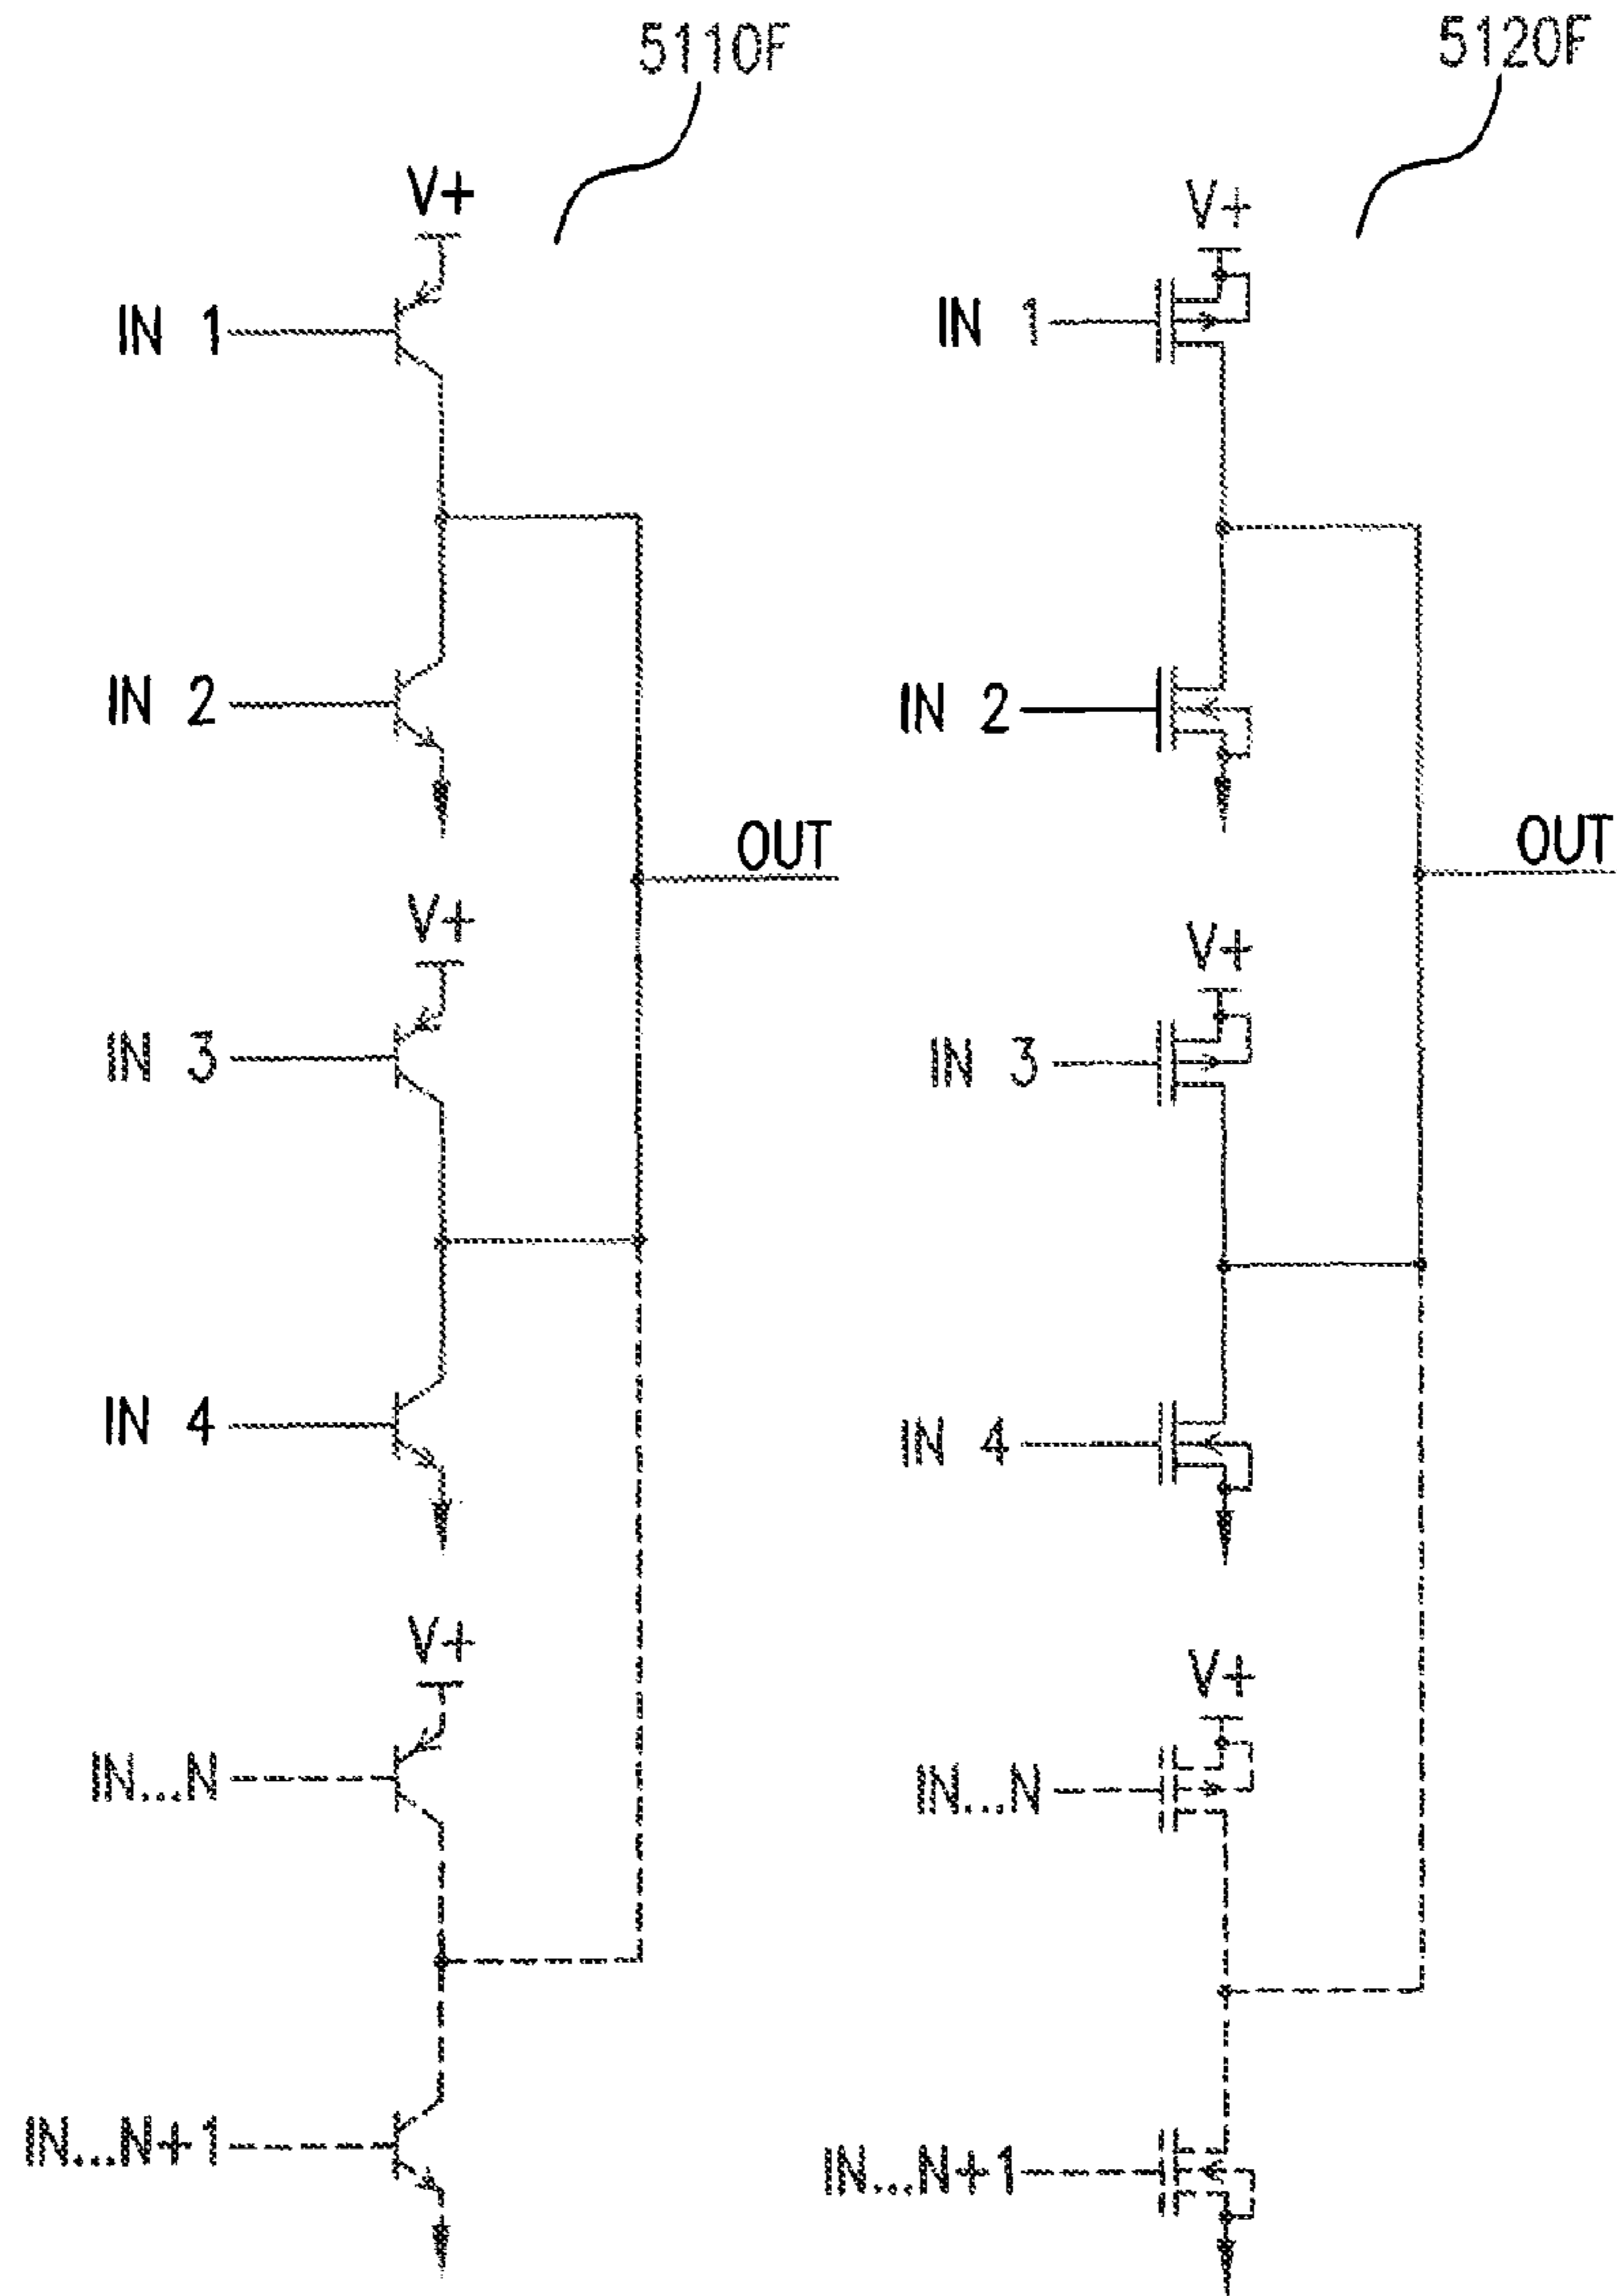 5110F
5120F
V+
V+
IN 1
IN 1
IN 2
IN 2
OUT
OUT
V+
V+
IN 3
IN 3
IN 4
IN 4
V+
V+
IN...N
IN...N
IN...N+1
IN...N+1